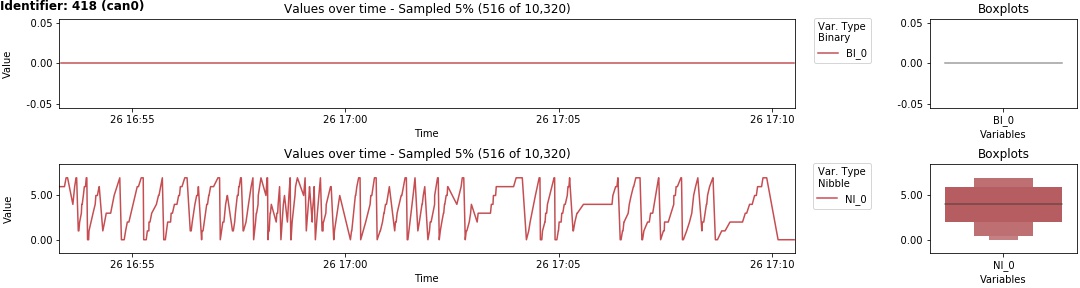 Identifier: 418 (can0)
Values over time - Sampled 5% (516 of 10,320)
Boxplots
Value
0.05
0.00
-0.05
26 16:55
26 17:00
26 17:05
26 17:10
Time
Var. Type
Binary
BI_0
0.05
0.00
-0.05
BI_0
Variables
Values over time - Sampled 5% (516 of 10,320)
Boxplots
Value
5.00
0.00
26 16:55
26 17:00
26 17:05
26 17:10
Time
Var. Type
Nibble
NI_0
5.00
0.00
NI_0
Variables